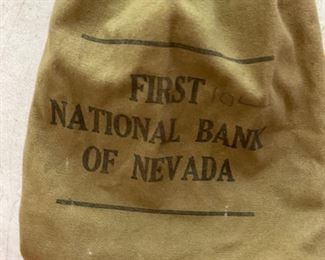 FIRST
NATIONAL BANK
OF NEVADA